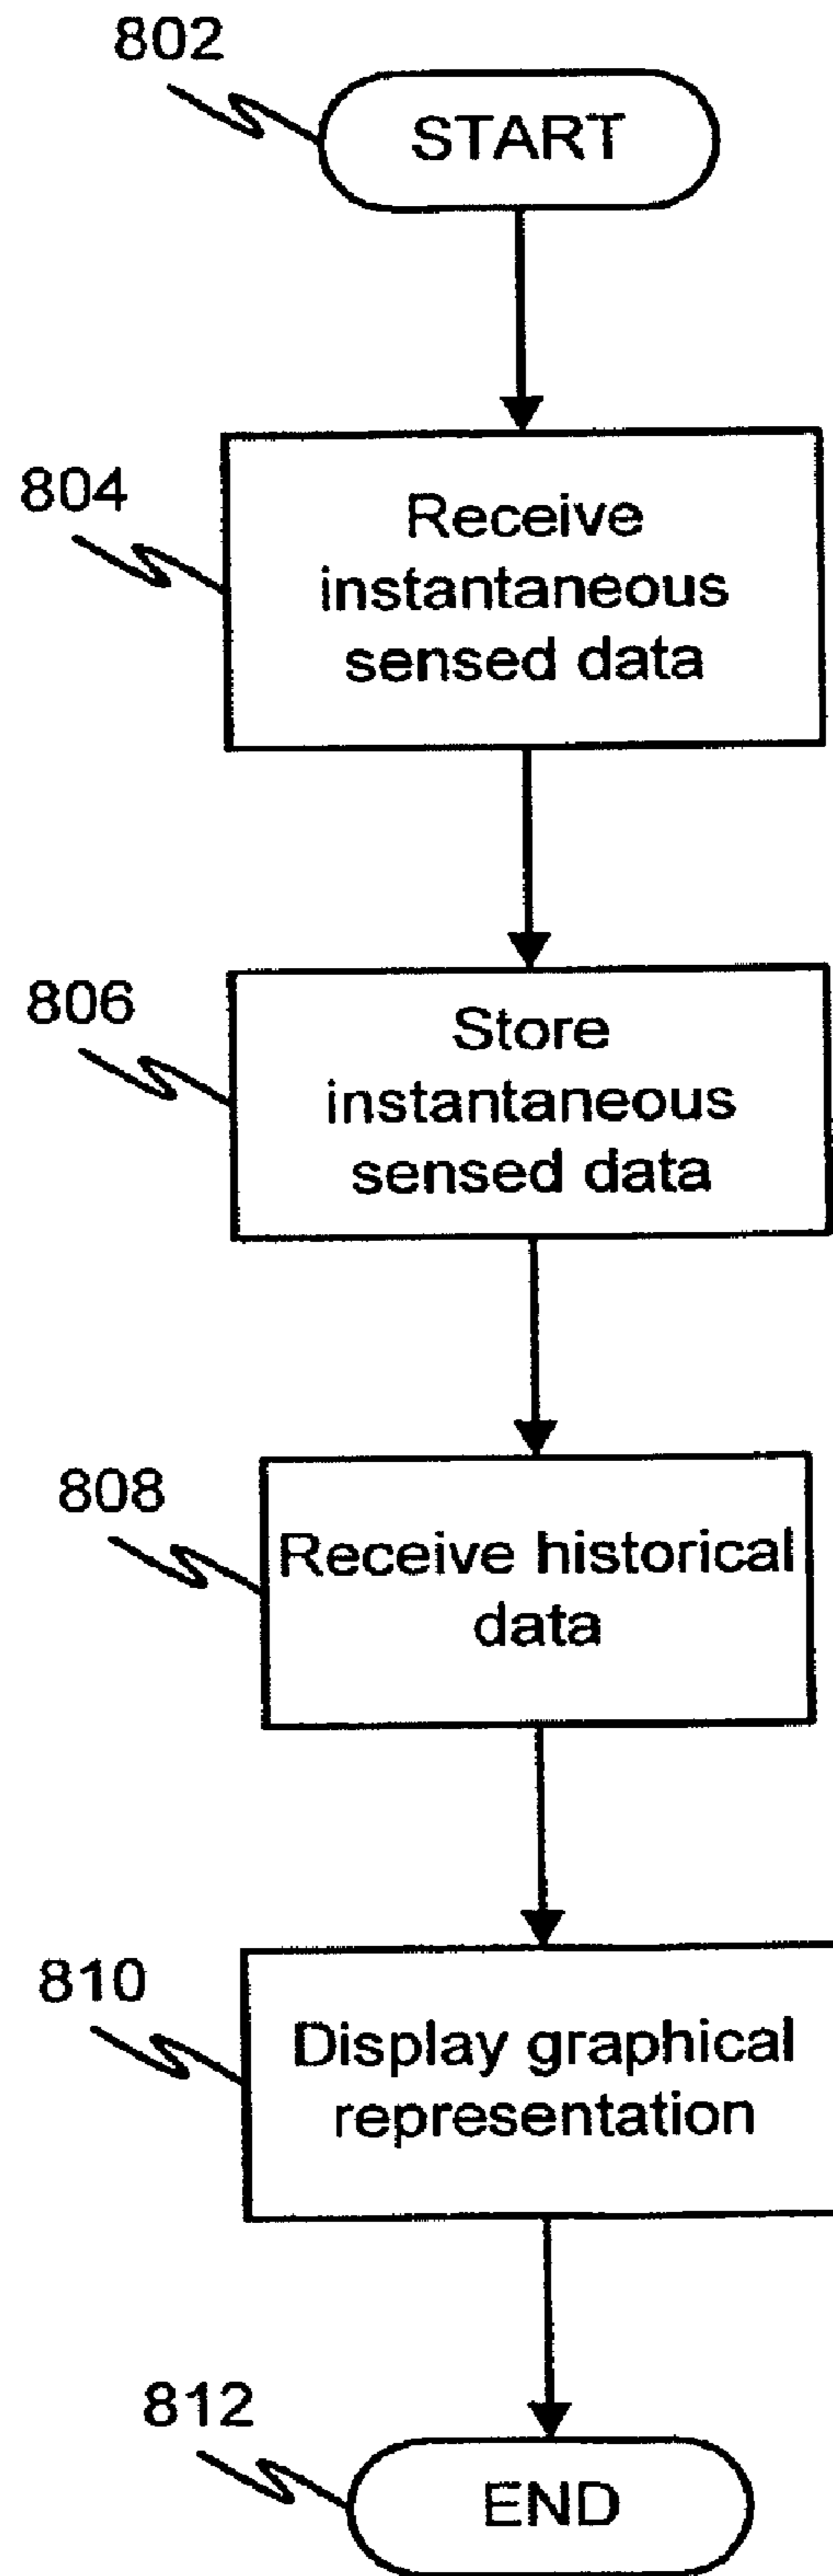 802
START
804
Receive
instantaneous
sensed data
806
Store
instantaneous
sensed data
808
Receive historical
data
810
Display graphical
representation
812
END